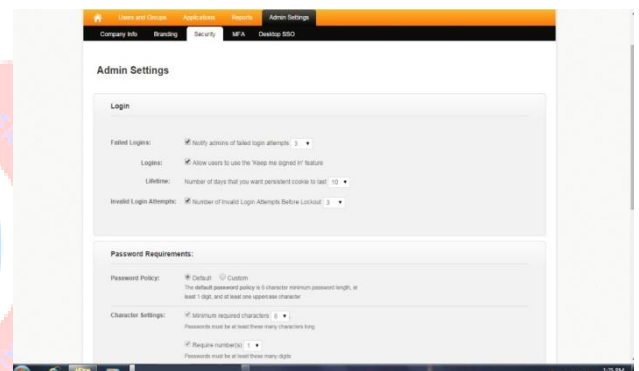 Users and Groups Applications Reports Admin Settings
Company Info Branding Security MFA Desktop SSO
Admin Settings
Login
Failed Logins: Notify admins of failed login attempts 3
Logins: Allow users to use the 'Keep me signed in' feature
Lifetime: Number of days that you want persistent cookie to last 10
Invalid Login Attempts: Number of Invalid Login Attempts Before Lockout 3
Password Requirements:
Password Policy: Default Custom
The default password policy is character minimum password length, at
least 1 digit, and at least one uppercase character
Character Settings: Minimum required characters
Passwords must be at least these many characters long
Require number(s) 1
Passwords must be at least these many digits
1:25 PM